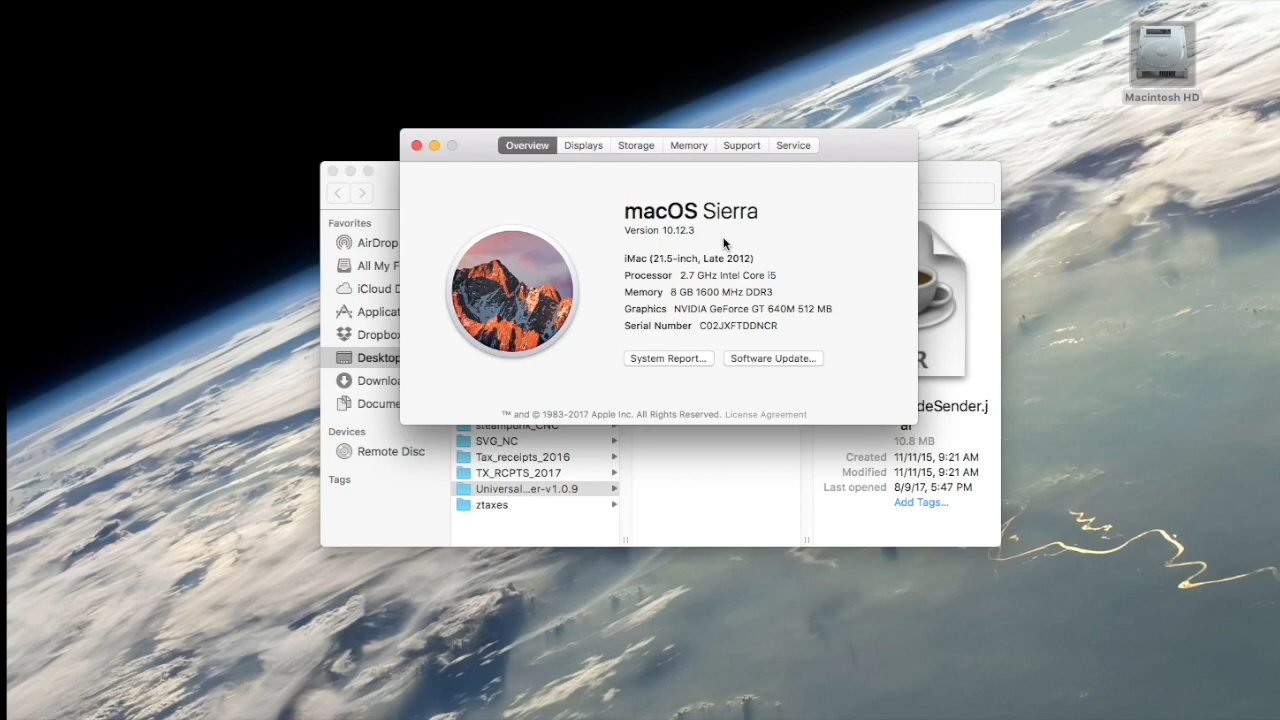 Macintosh HD
Overview
Displays
Storage
Memory
Support
Service
macOS Sierra
Version 10.12.3
iMac (21.5-inch, Late 2012)
Processor 2.7 GHz Intel Core i5
Memory 8 GB 1600 MHz DDR3
Graphics NVIDIA GeForce GT 640M 512 MB
Serial Number C02JXFTDDNCR
System Report...
Software Update...
™ and © 1983-2017 Apple Inc. All Rights Reserved. License Agreement
Favorites
AirDrop
All My F
iCloud D
Applicat
Dropbo
Desktop
Downlo
Docume
Devices
Remote Disc
Tags
steampunk_CNC
SVG_NC
Tax_receipts_2016
TX_RCPTS_2017
Universal...er-v1.0.9
ztaxes
R
deSender.j
ar
10.8 MB
Created 11/11/15, 9:21 AM
Modified 11/11/15, 9:21 AM
Last opened 8/9/17, 5:47 PM
Add Tags...